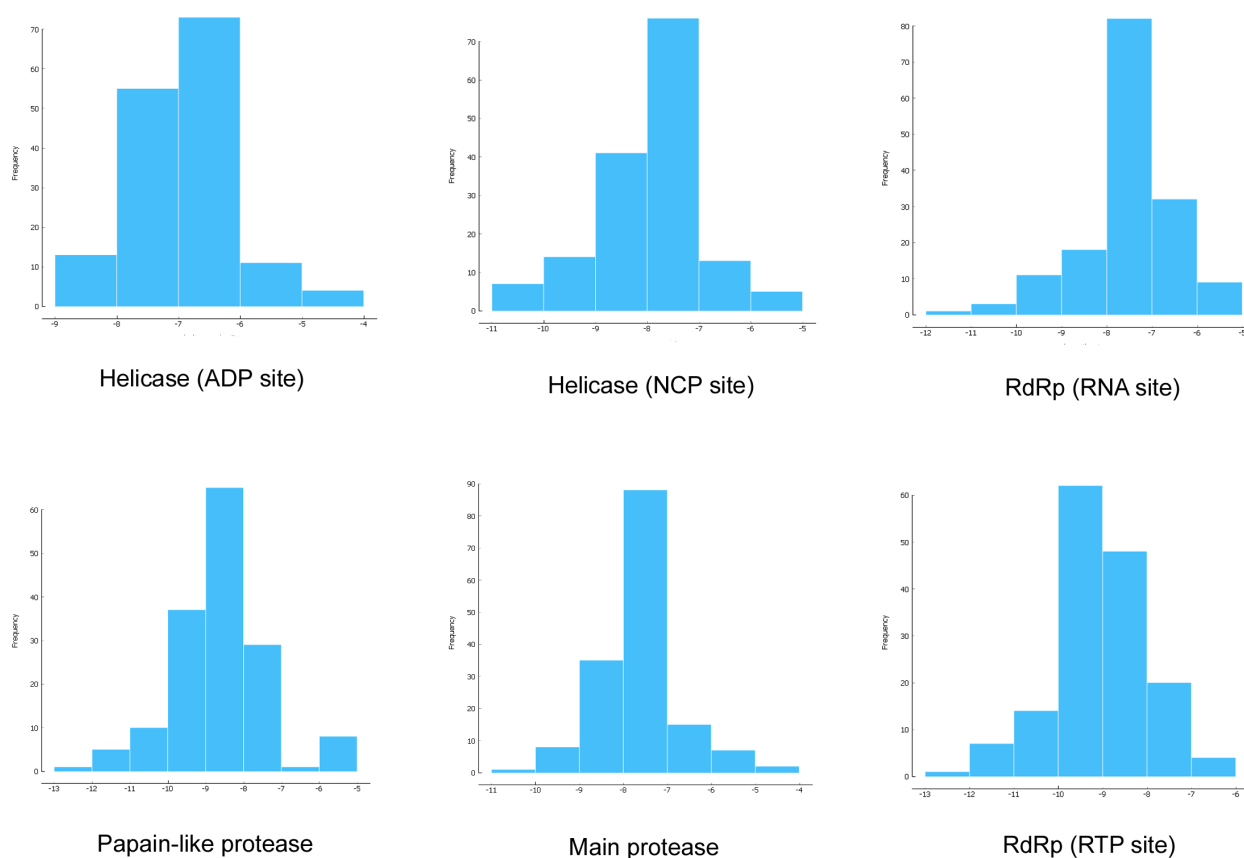 70
60
50
40
30
20
10
0
Frequency
-9 -8 -7 -6 -5 -4
Helicase (ADP site)
70
60
50
40
30
20
10
0
Frequency
-11 -10 -9 -8 -7 -6 -5
Helicase (NCP site)
80
70
60
50
40
30
20
10
0
Frequency
-12 -11 -10 -9 -8 -7 -6 -5
RdRp (RNA site)
60
50
40
30
20
10
0
Frequency
-13 -12 -11 -10 -9 -8 -7 -6 -5
Papain-like protease
90
80
70
60
50
40
30
20
10
0
Frequency
-11 -10 -9 -8 -7 -6 -5 -4
Main protease
60
50
40
30
20
10
0
Frequency
-13 -12 -11 -10 -9 -8 -7 -6
RdRp (RTP site)